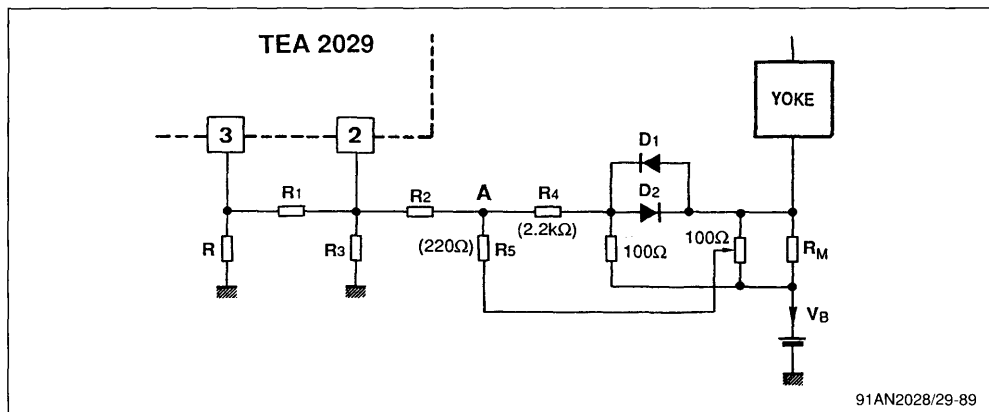 TEA 2029
YOKE
3
2
D1
D2
R1
R2
A
R4
(2.2kΩ)
R
R3
(220Ω)
R5
100Ω
100Ω
RM
VB
91AN2028/29-89